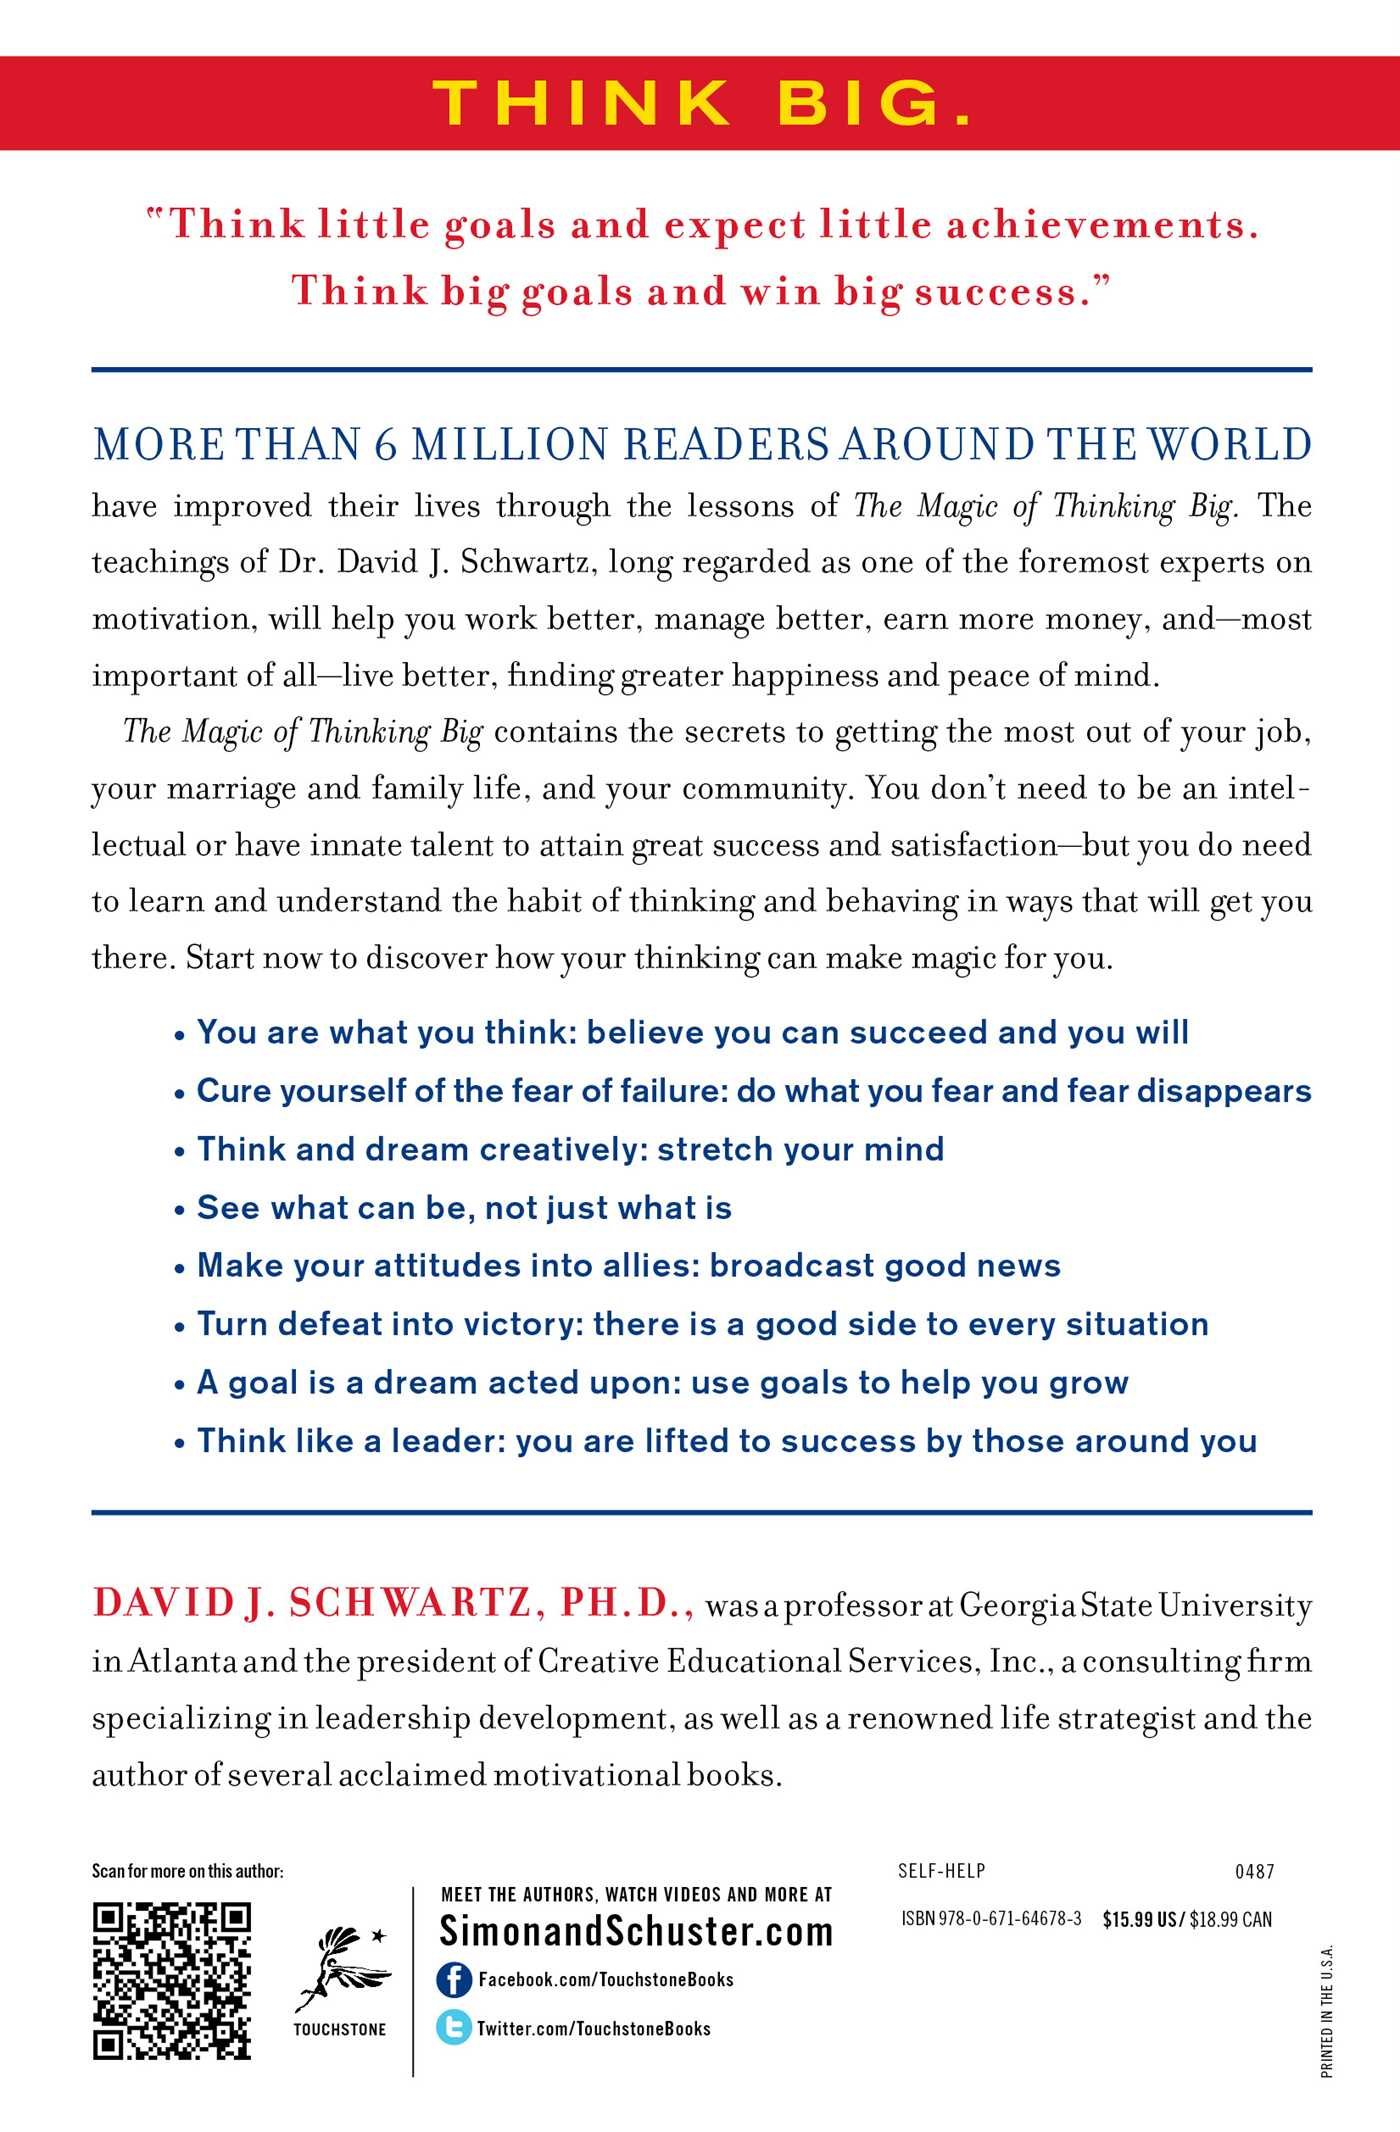 THINK BIG.
“Think little goals and expect little achievements.
Think big goals and win big success.”
MORE THAN 6 MILLION READERS AROUND THE WORLD
have improved their lives through the lessons of The Magic of Thinking Big. The
teachings of Dr. David J. Schwartz, long regarded as one of the foremost experts on
motivation, will help you work better, manage better, earn more money, and—most
important of all—live better, finding greater happiness and peace of mind.
The Magic of Thinking Big contains the secrets to getting the most out of your job,
your marriage and family life, and your community. You don’t need to be an intel-
lectual or have innate talent to attain great success and satisfaction—but you do need
to learn and understand the habit of thinking and behaving in ways that will get you
there. Start now to discover how your thinking can make magic for you.
• You are what you think: believe you can succeed and you will
• Cure yourself of the fear of failure: do what you fear and fear disappears
• Think and dream creatively: stretch your mind
• See what can be, not just what is
• Make your attitudes into allies: broadcast good news
• Turn defeat into victory: there is a good side to every situation
• A goal is a dream acted upon: use goals to help you grow
• Think like a leader: you are lifted to success by those around you
DAVID J. SCHWARTZ, PH.D., was a professor at Georgia State University
in Atlanta and the president of Creative Educational Services, Inc., a consulting firm
specializing in leadership development, as well as a renowned life strategist and the
author of several acclaimed motivational books.
Scan for more on this author:
TOUCHSTONE
MEET THE AUTHORS, WATCH VIDEOS AND MORE AT
SimonandSchuster.com
Facebook.com/TouchstoneBooks
Twitter.com/TouchstoneBooks
SELF-HELP 0487
ISBN 978-0-671-64678-3 $15.99 US/ $18.99 CAN
PRINTED IN THE U.S.A.